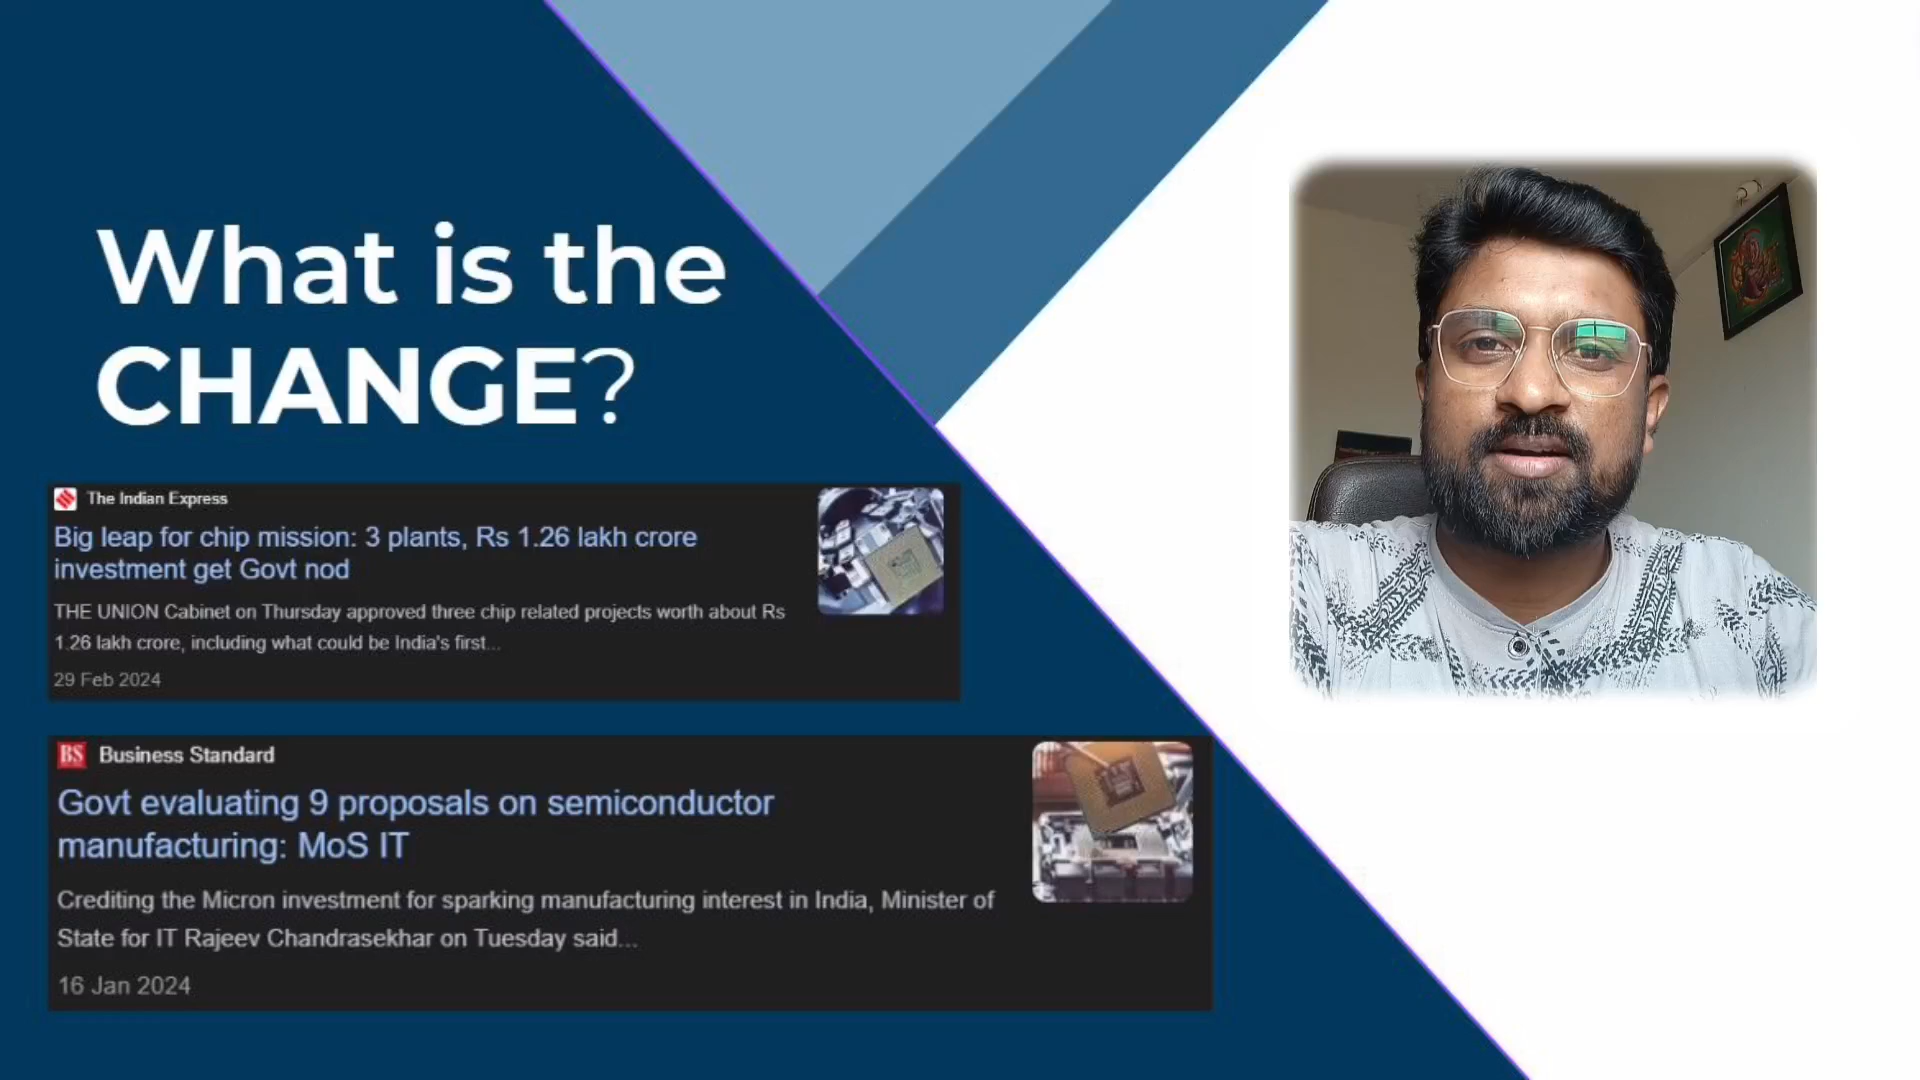 What is the
CHANGE?
The Indian Express
Big leap for chip mission: 3 plants, Rs 1.26 lakh crore
investment get Govt nod
THE UNION Cabinet on Thursday approved three chip related projects worth about Rs
1.26 lakh crore, including what could be India's first...
29 Feb 2024
BS Business Standard
Govt evaluating 9 proposals on semiconductor
manufacturing: MoS IT
Crediting the Micron investment for sparking manufacturing interest in India, Minister of
State for IT Rajeev Chandrasekhar on Tuesday said...
16 Jan 2024